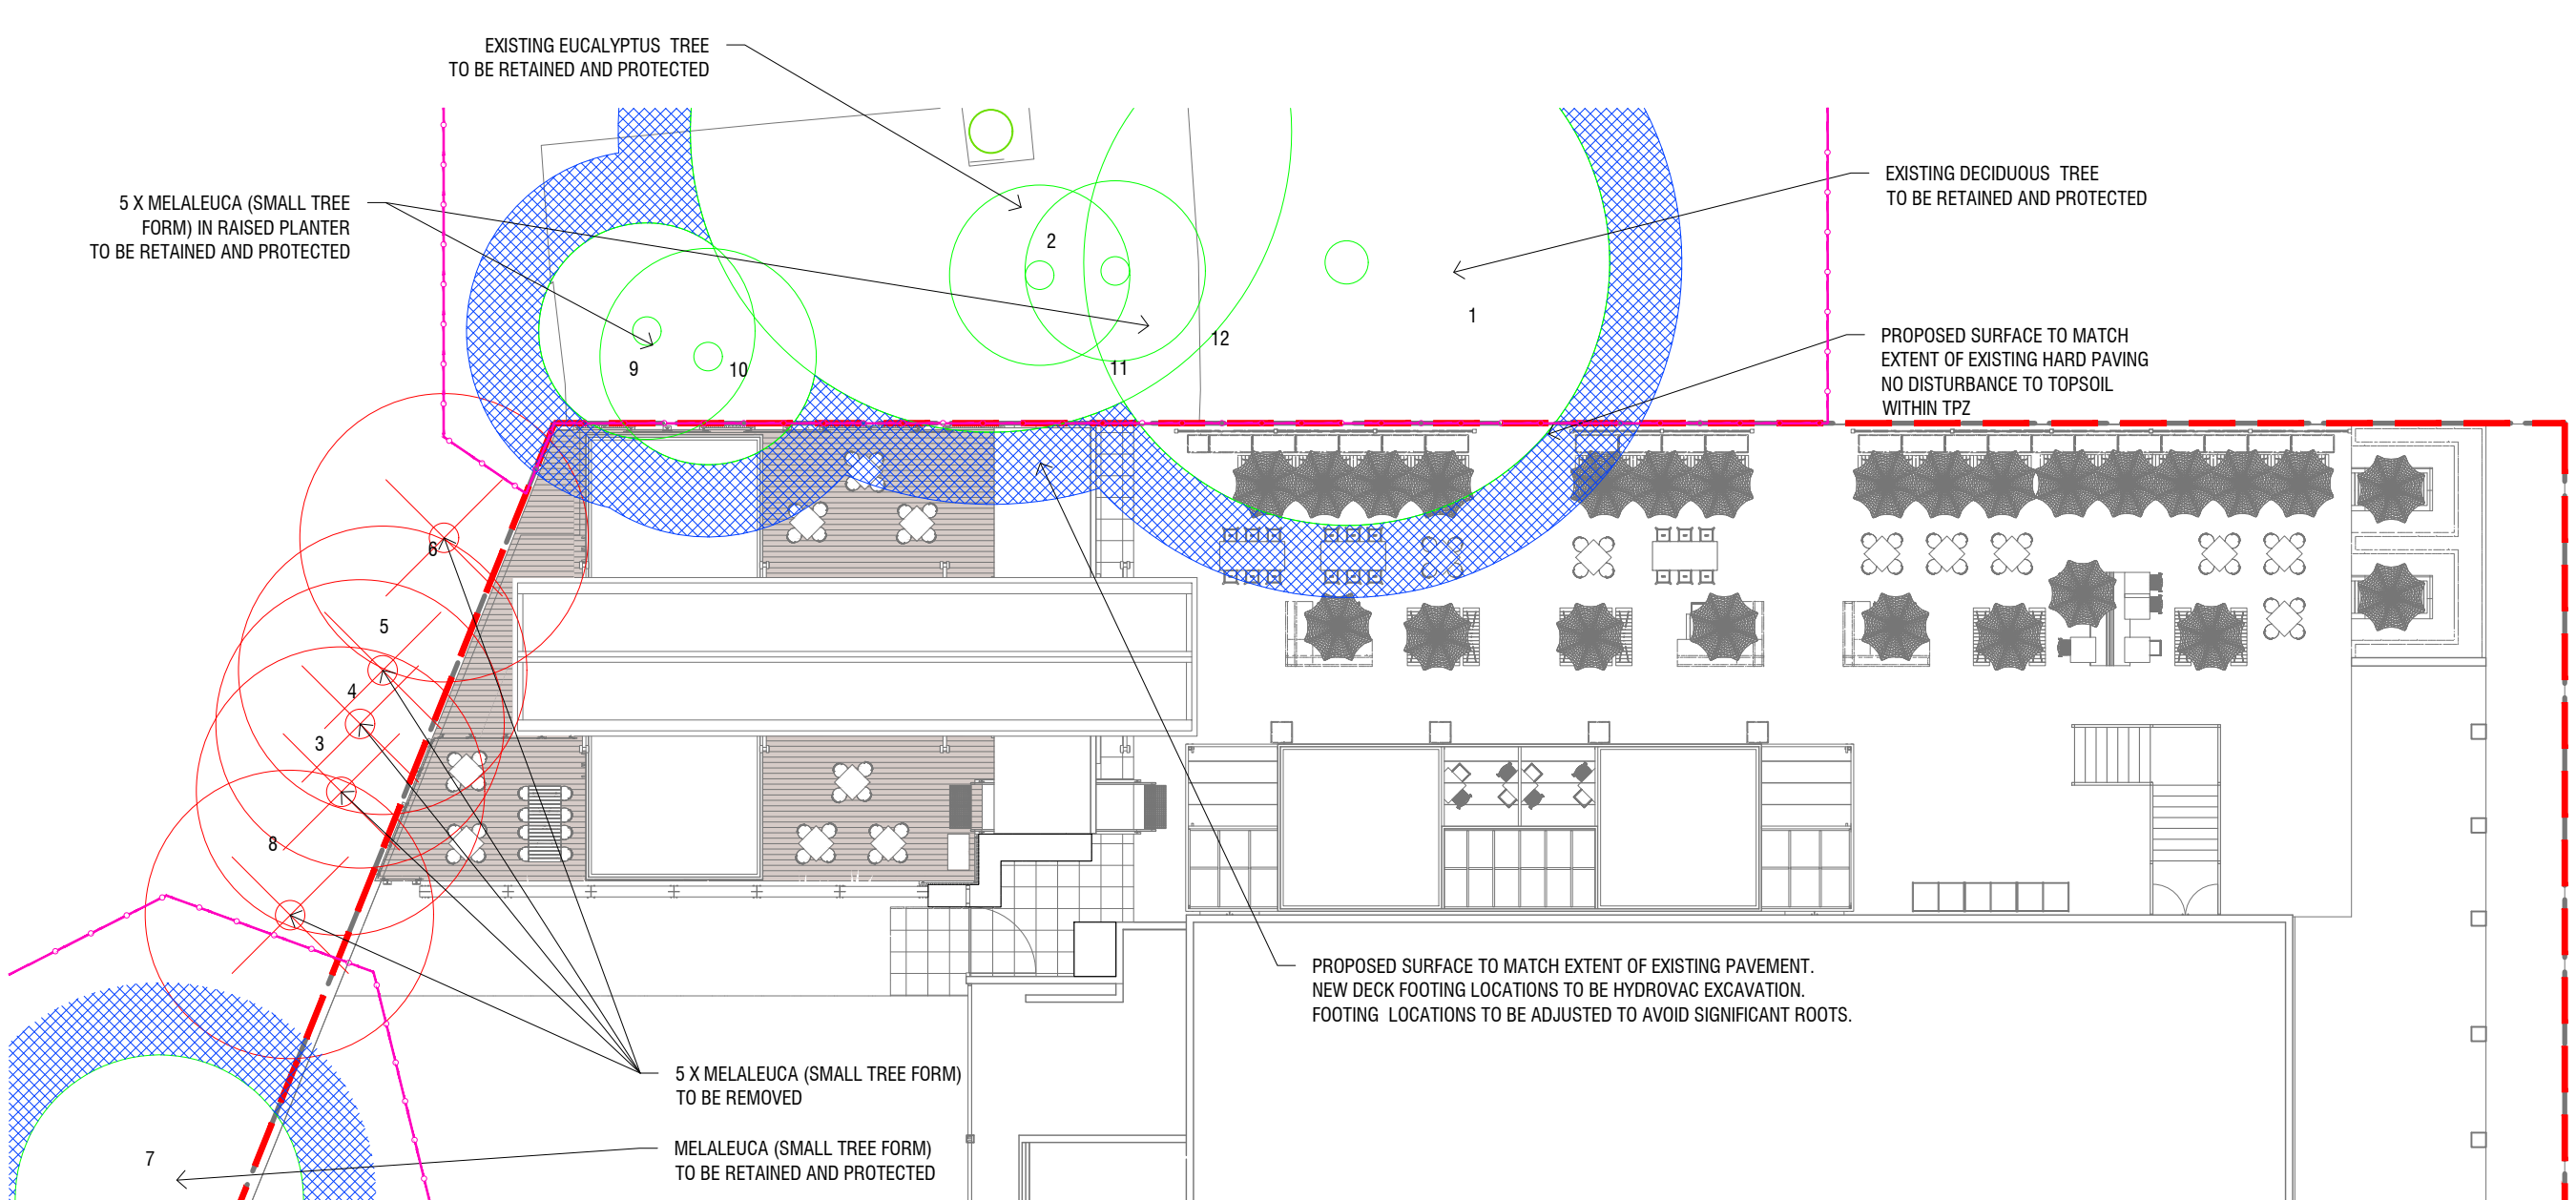 EXISTING EUCALYPTUS TREE
TO BE RETAINED AND PROTECTED
5 X MELALEUCA (SMALL TREE
FORM) IN RAISED PLANTER
TO BE RETAINED AND PROTECTED
EXISTING DECIDUOUS TREE
TO BE RETAINED AND PROTECTED
PROPOSED SURFACE TO MATCH
EXTENT OF EXISTING HARD PAVING
NO DISTURBANCE TO TOPSOIL
WITHIN TPZ
2
1
12
9
10
11
6
5
4
3
8
7
PROPOSED SURFACE TO MATCH EXTENT OF EXISTING PAVEMENT.
NEW DECK FOOTING LOCATIONS TO BE HYDROVAC EXCAVATION.
FOOTING LOCATIONS TO BE ADJUSTED TO AVOID SIGNIFICANT ROOTS.
5 X MELALEUCA (SMALL TREE FORM)
TO BE REMOVED
MELALEUCA (SMALL TREE FORM)
TO BE RETAINED AND PROTECTED